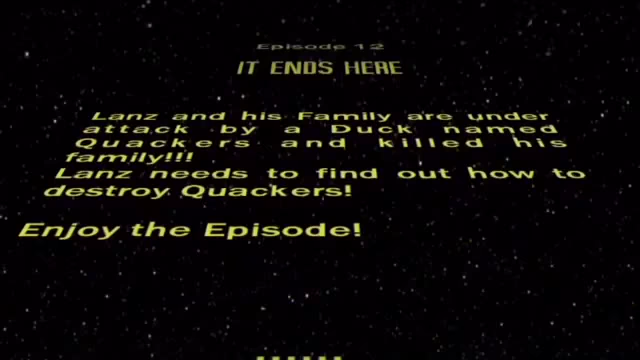 Episode 12
IT ENDS HERE
Lanz and his Family are under
attack by a Duck named
Quackers and killed his
family!!!
Lanz needs to find out how to
destroy Quackers!
Enjoy the Episode!